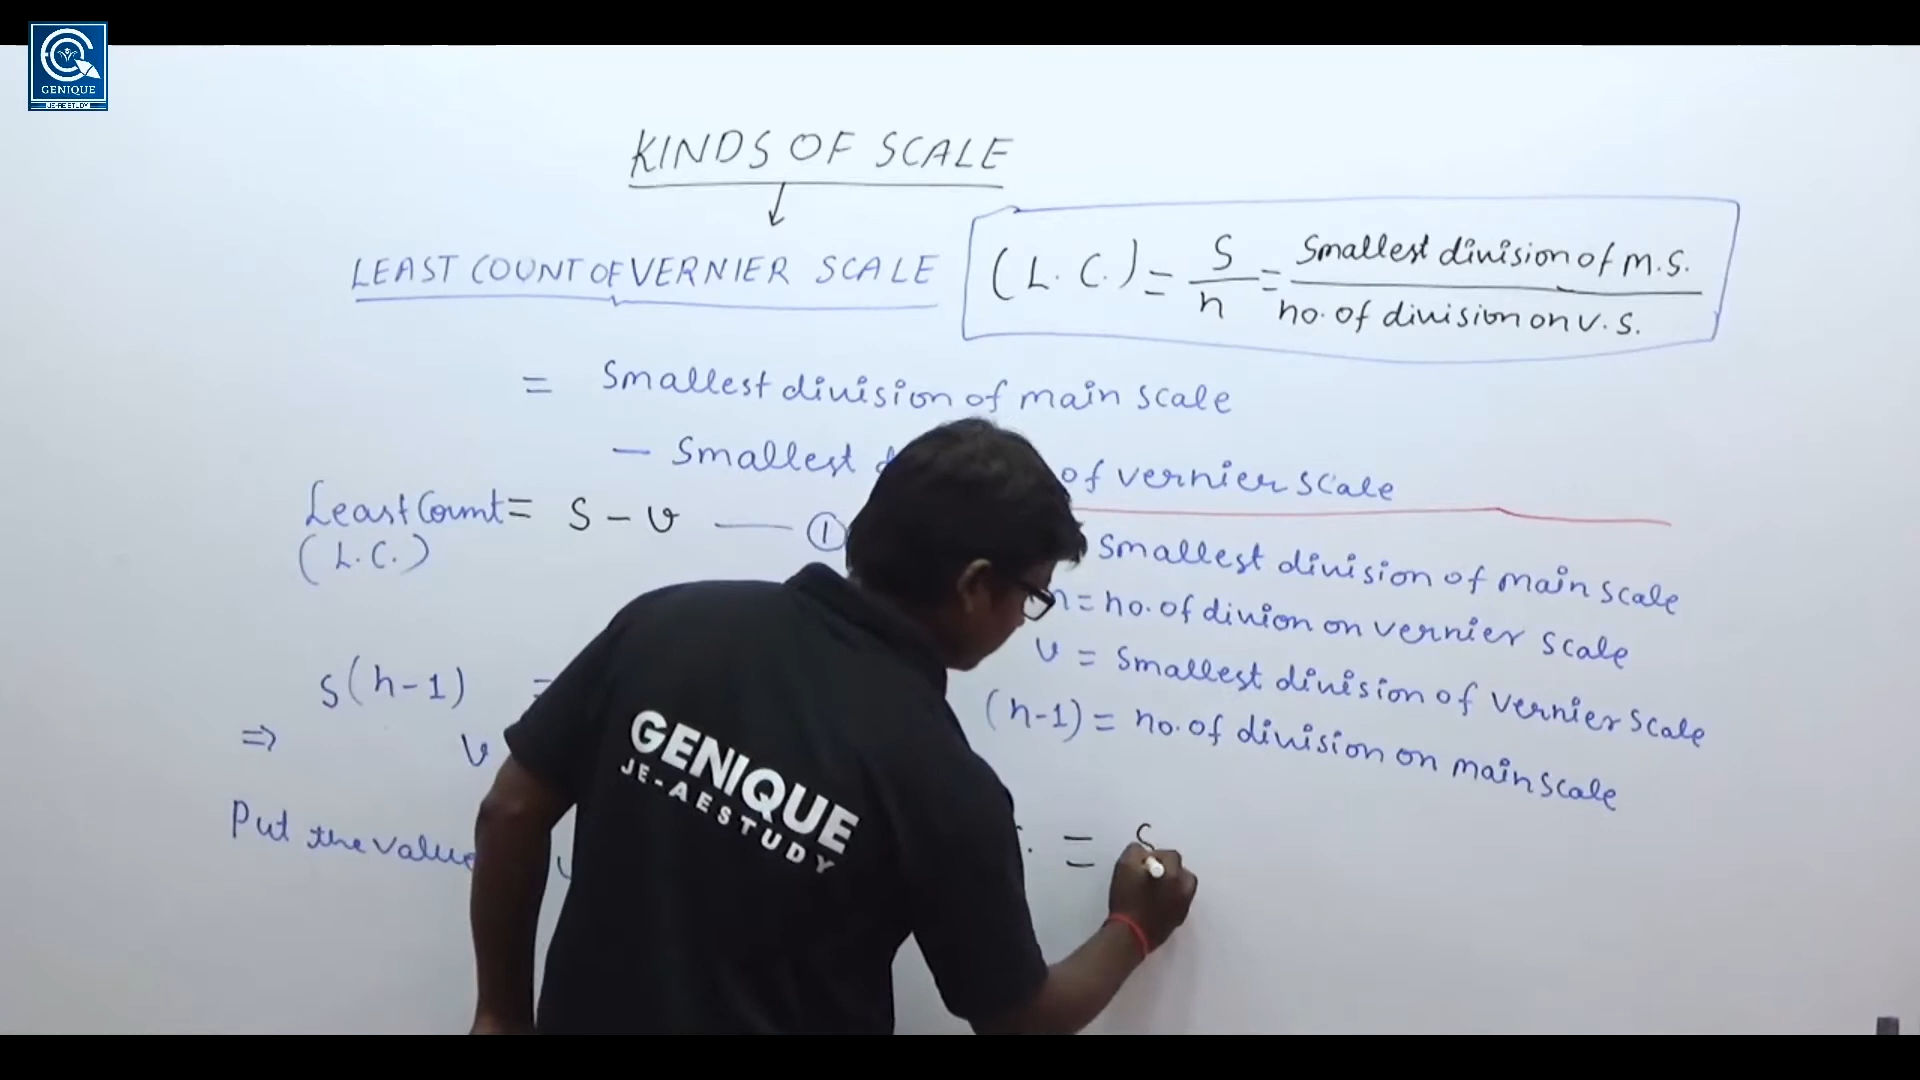 GENIQUE
JE-AESTUDY
KINDS OF SCALE
LEAST COUNT OF VERNIER SCALE
(L.C.) = S/n = Smallest division of m.s. / no. of division on v.s.
= Smallest division of main scale
— Smallest of vernier scale
Least Count = S - v — ①
(L.C.)
Smallest division of main scale
n = no. of divion on vernier scale
v = Smallest division of vernier scale
(n-1) = no. of division on main scale
S(n-1) =
⇒ v
Put the value
= S
GENIQUE
JE-AESTUDY